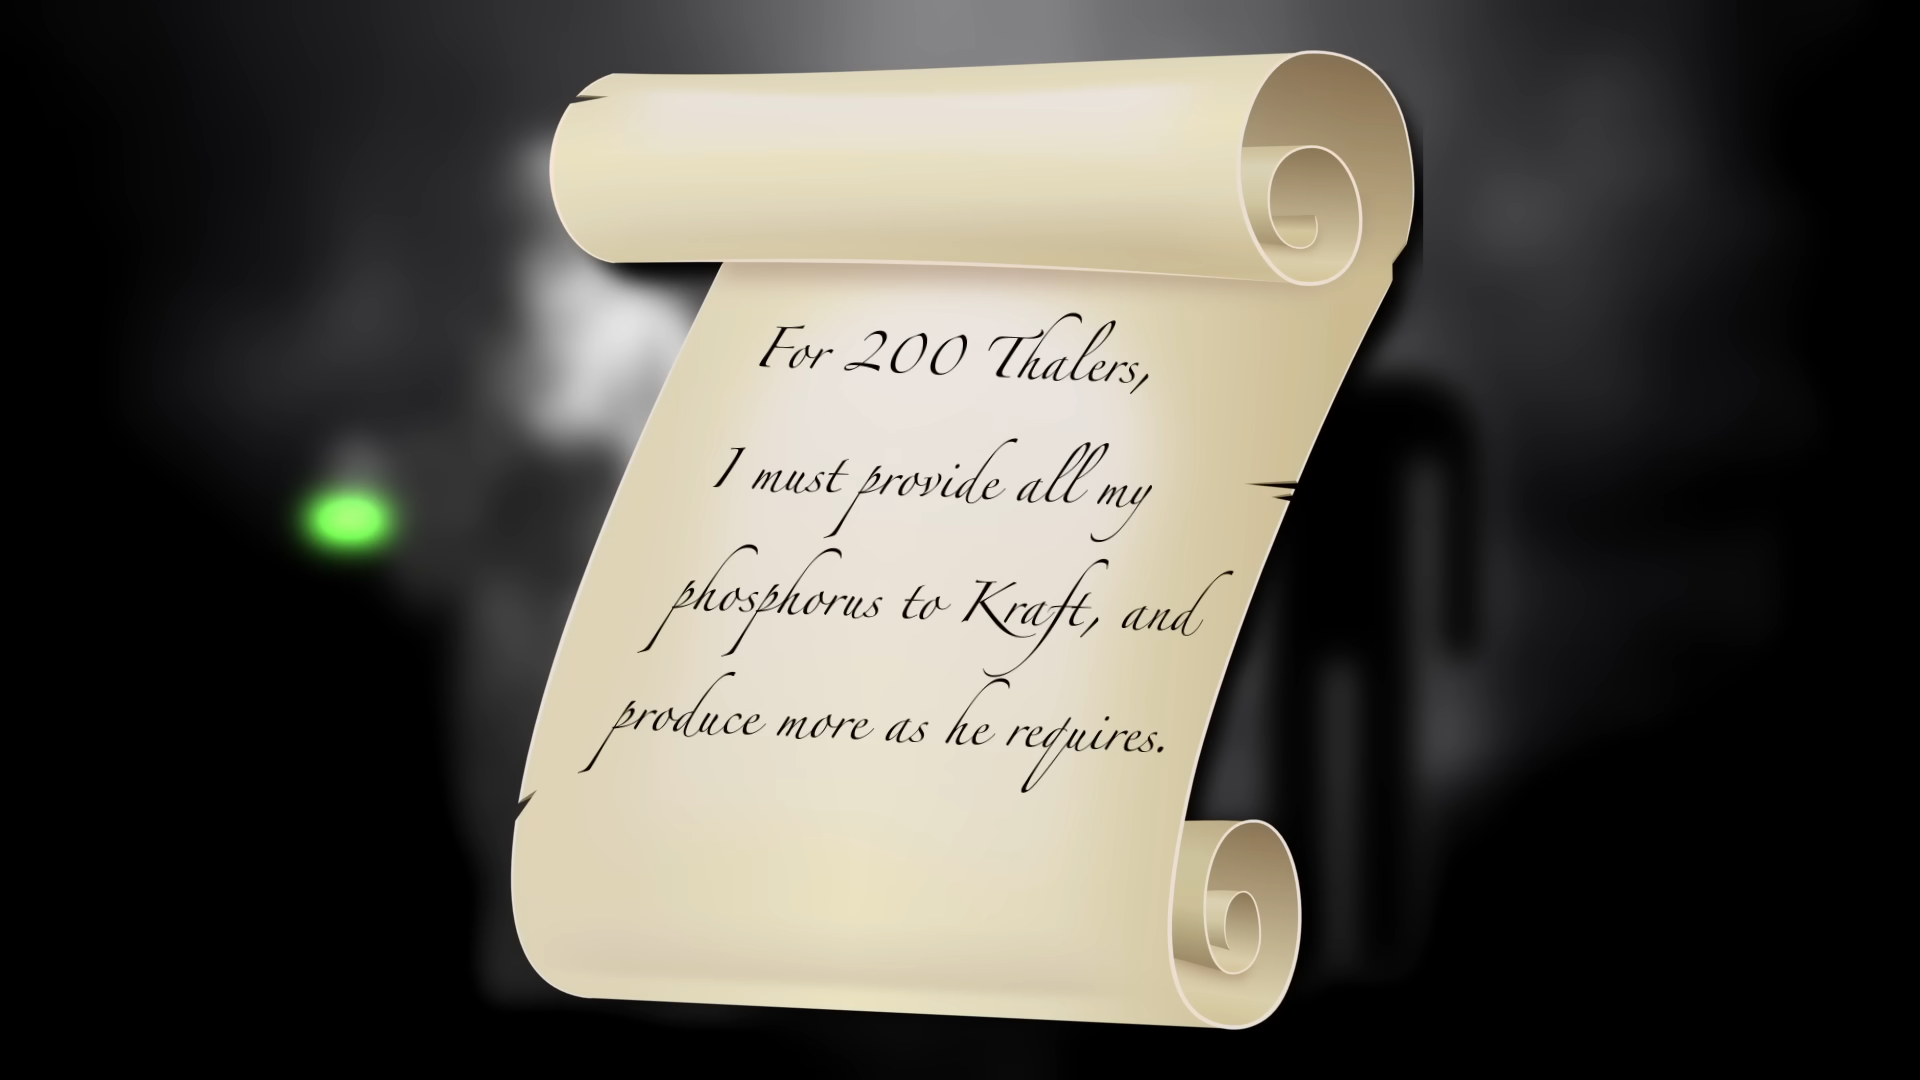 For 200 Thalers,
I must provide all my
phosphorus to Kraft, and
produce more as he requires.